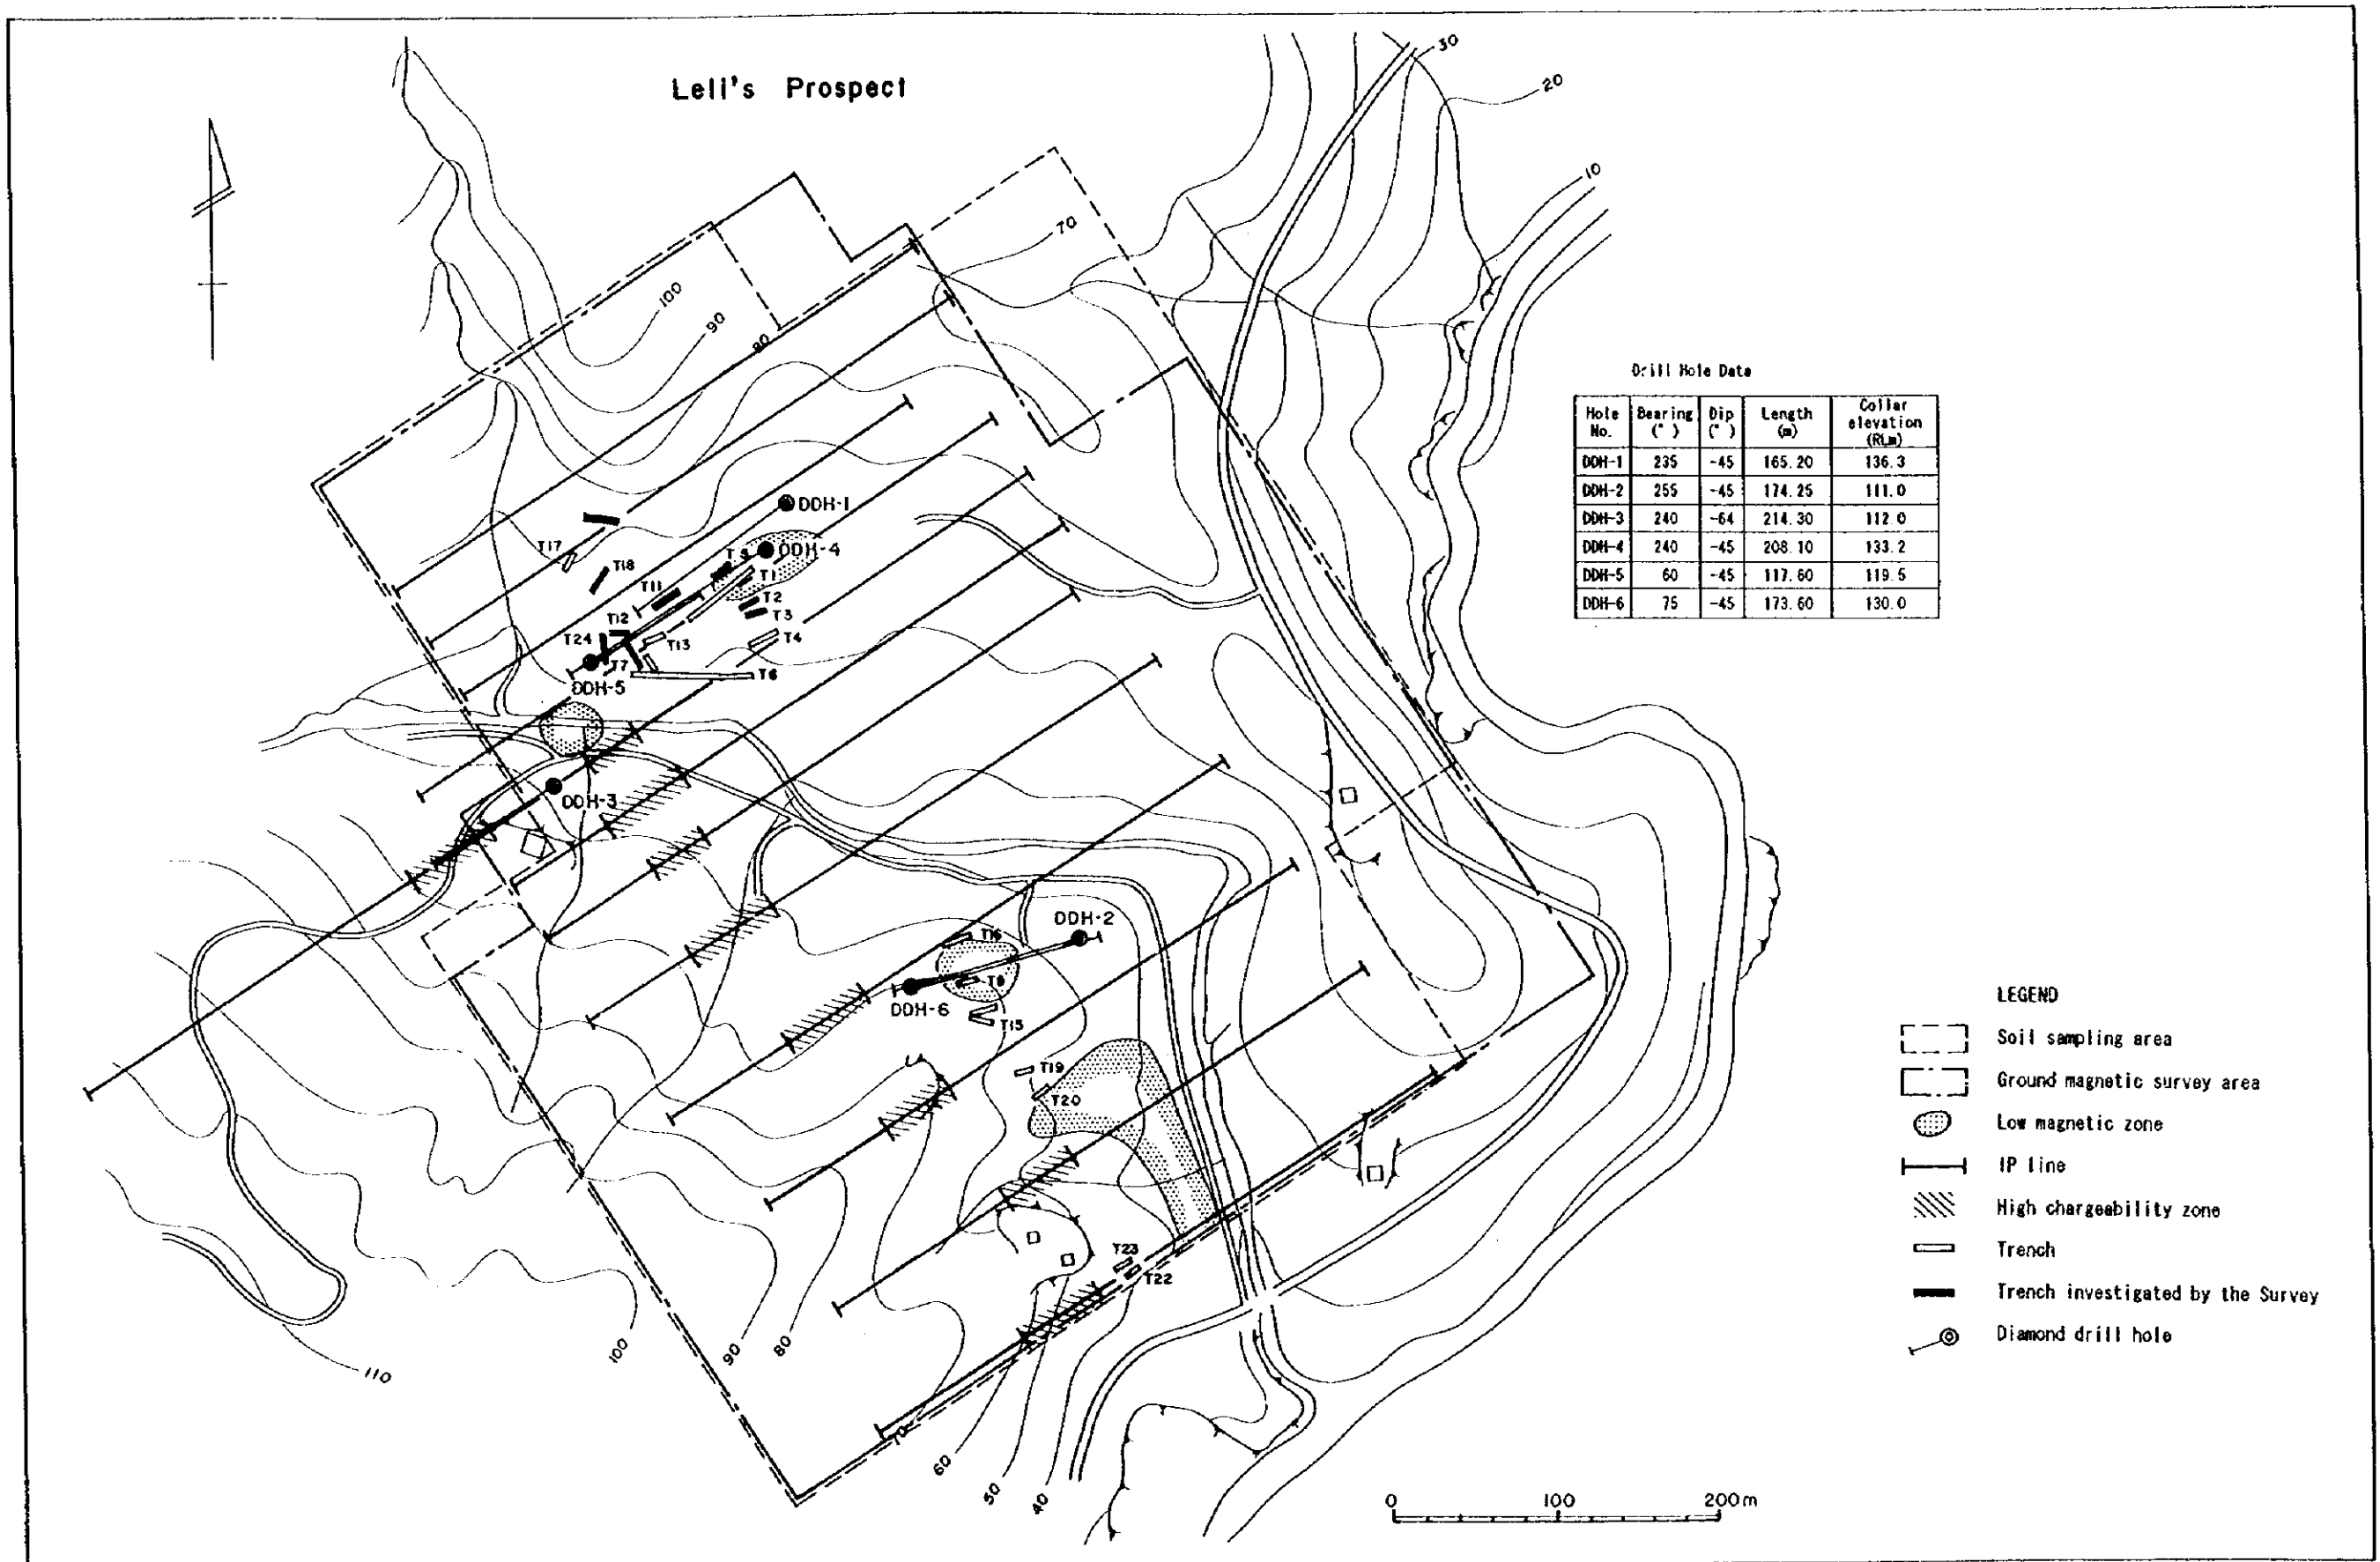 Leli's Prospect
30
20
10
70
100
90
80
Drill Hole Data
Hole No. Bearing (°) Dip (°) Length (m) Collar elevation (RLm)
DDH-1 235 -45 165.20 136.3
DDH-2 255 -45 174.25 111.0
DDH-3 240 -64 214.30 112.0
DDH-4 240 -45 208.10 133.2
DDH-5 60 -45 117.60 119.5
DDH-6 75 -45 173.60 130.0
DDH-1
DDH-4
T17
T18
T1
T11
T2
T3
T12
T13
T4
T24
T7
T6
DDH-5
DDH-3
DDH-2
T16
T9
DDH-6
T15
T19
T20
T23
T22
110
100
90
80
60
50
40
LEGEND
Soil sampling area
Ground magnetic survey area
Low magnetic zone
IP line
High chargeability zone
Trench
Trench investigated by the Survey
Diamond drill hole
0 100 200m